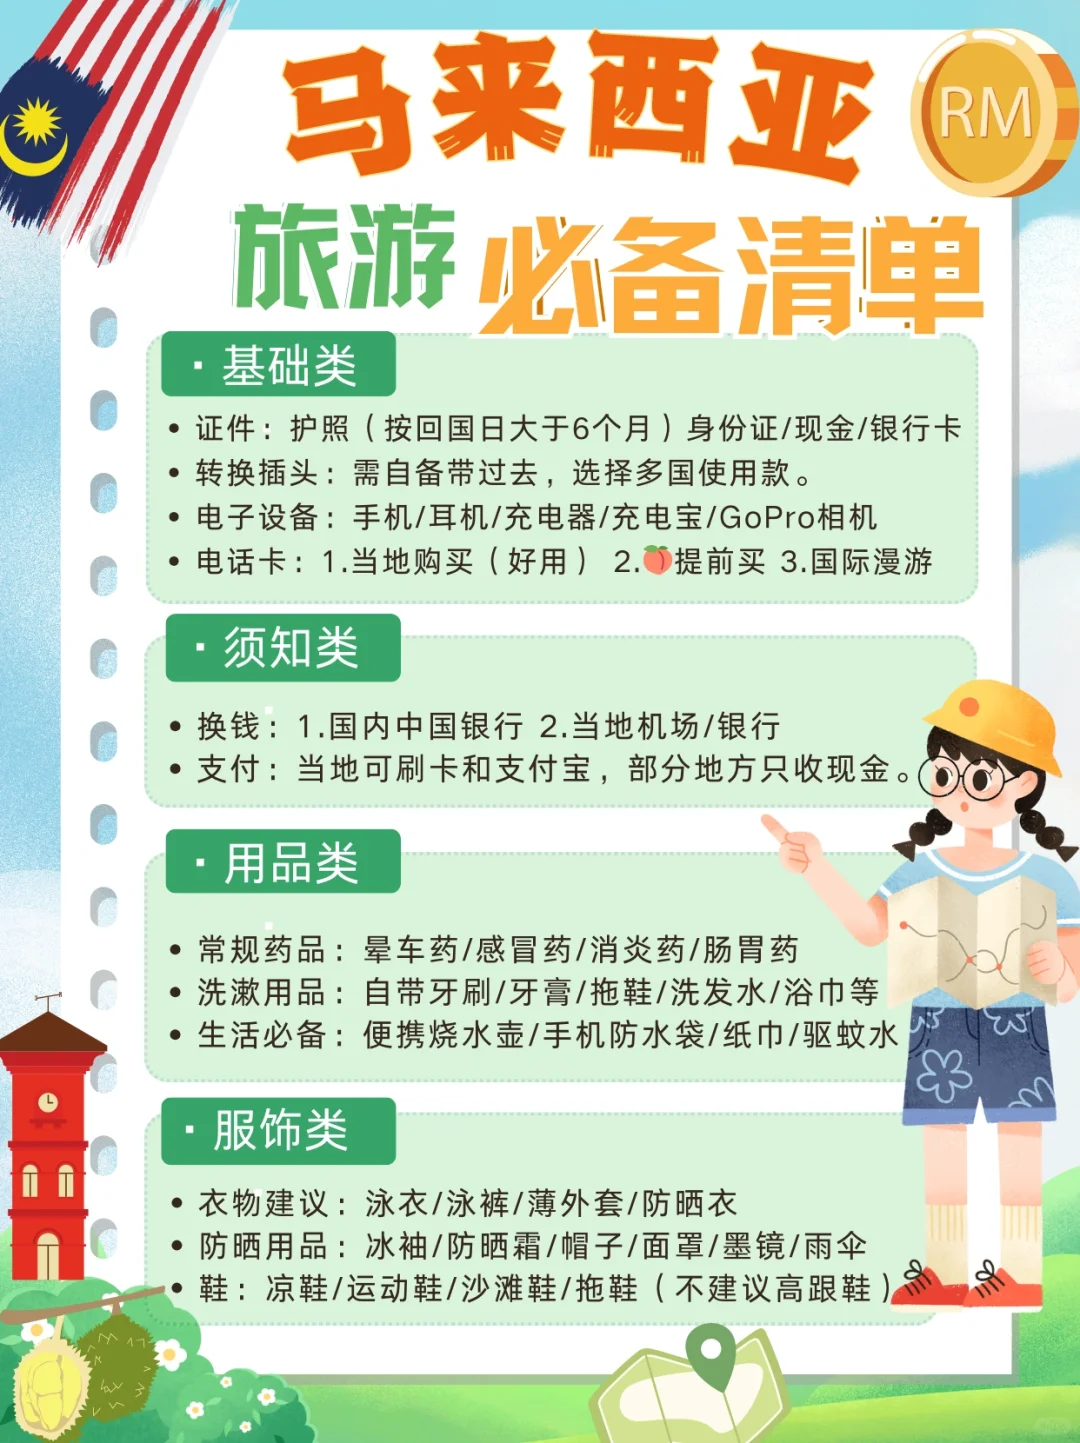 RM
马来西亚
旅游 必备清单
· 基础类
• 证件：护照（按回国日大于6个月）身份证/现金/银行卡
• 转换插头：需自备带过去，选择多国使用款。
• 电子设备：手机/耳机/充电器/充电宝/GoPro相机
• 电话卡：1.当地购买（好用） 2.🍑提前买 3.国际漫游
· 须知类
• 换钱：1.国内中国银行 2.当地机场/银行
• 支付：当地可刷卡和支付宝，部分地方只收现金。
· 用品类
• 常规药品：晕车药/感冒药/消炎药/肠胃药
• 洗漱用品：自带牙刷/牙膏/拖鞋/洗发水/浴巾等
• 生活必备：便携烧水壶/手机防水袋/纸巾/驱蚊水
· 服饰类
• 衣物建议：泳衣/泳裤/薄外套/防晒衣
• 防晒用品：冰袖/防晒霜/帽子/面罩/墨镜/雨伞
• 鞋：凉鞋/运动鞋/沙滩鞋/拖鞋（不建议高跟鞋）